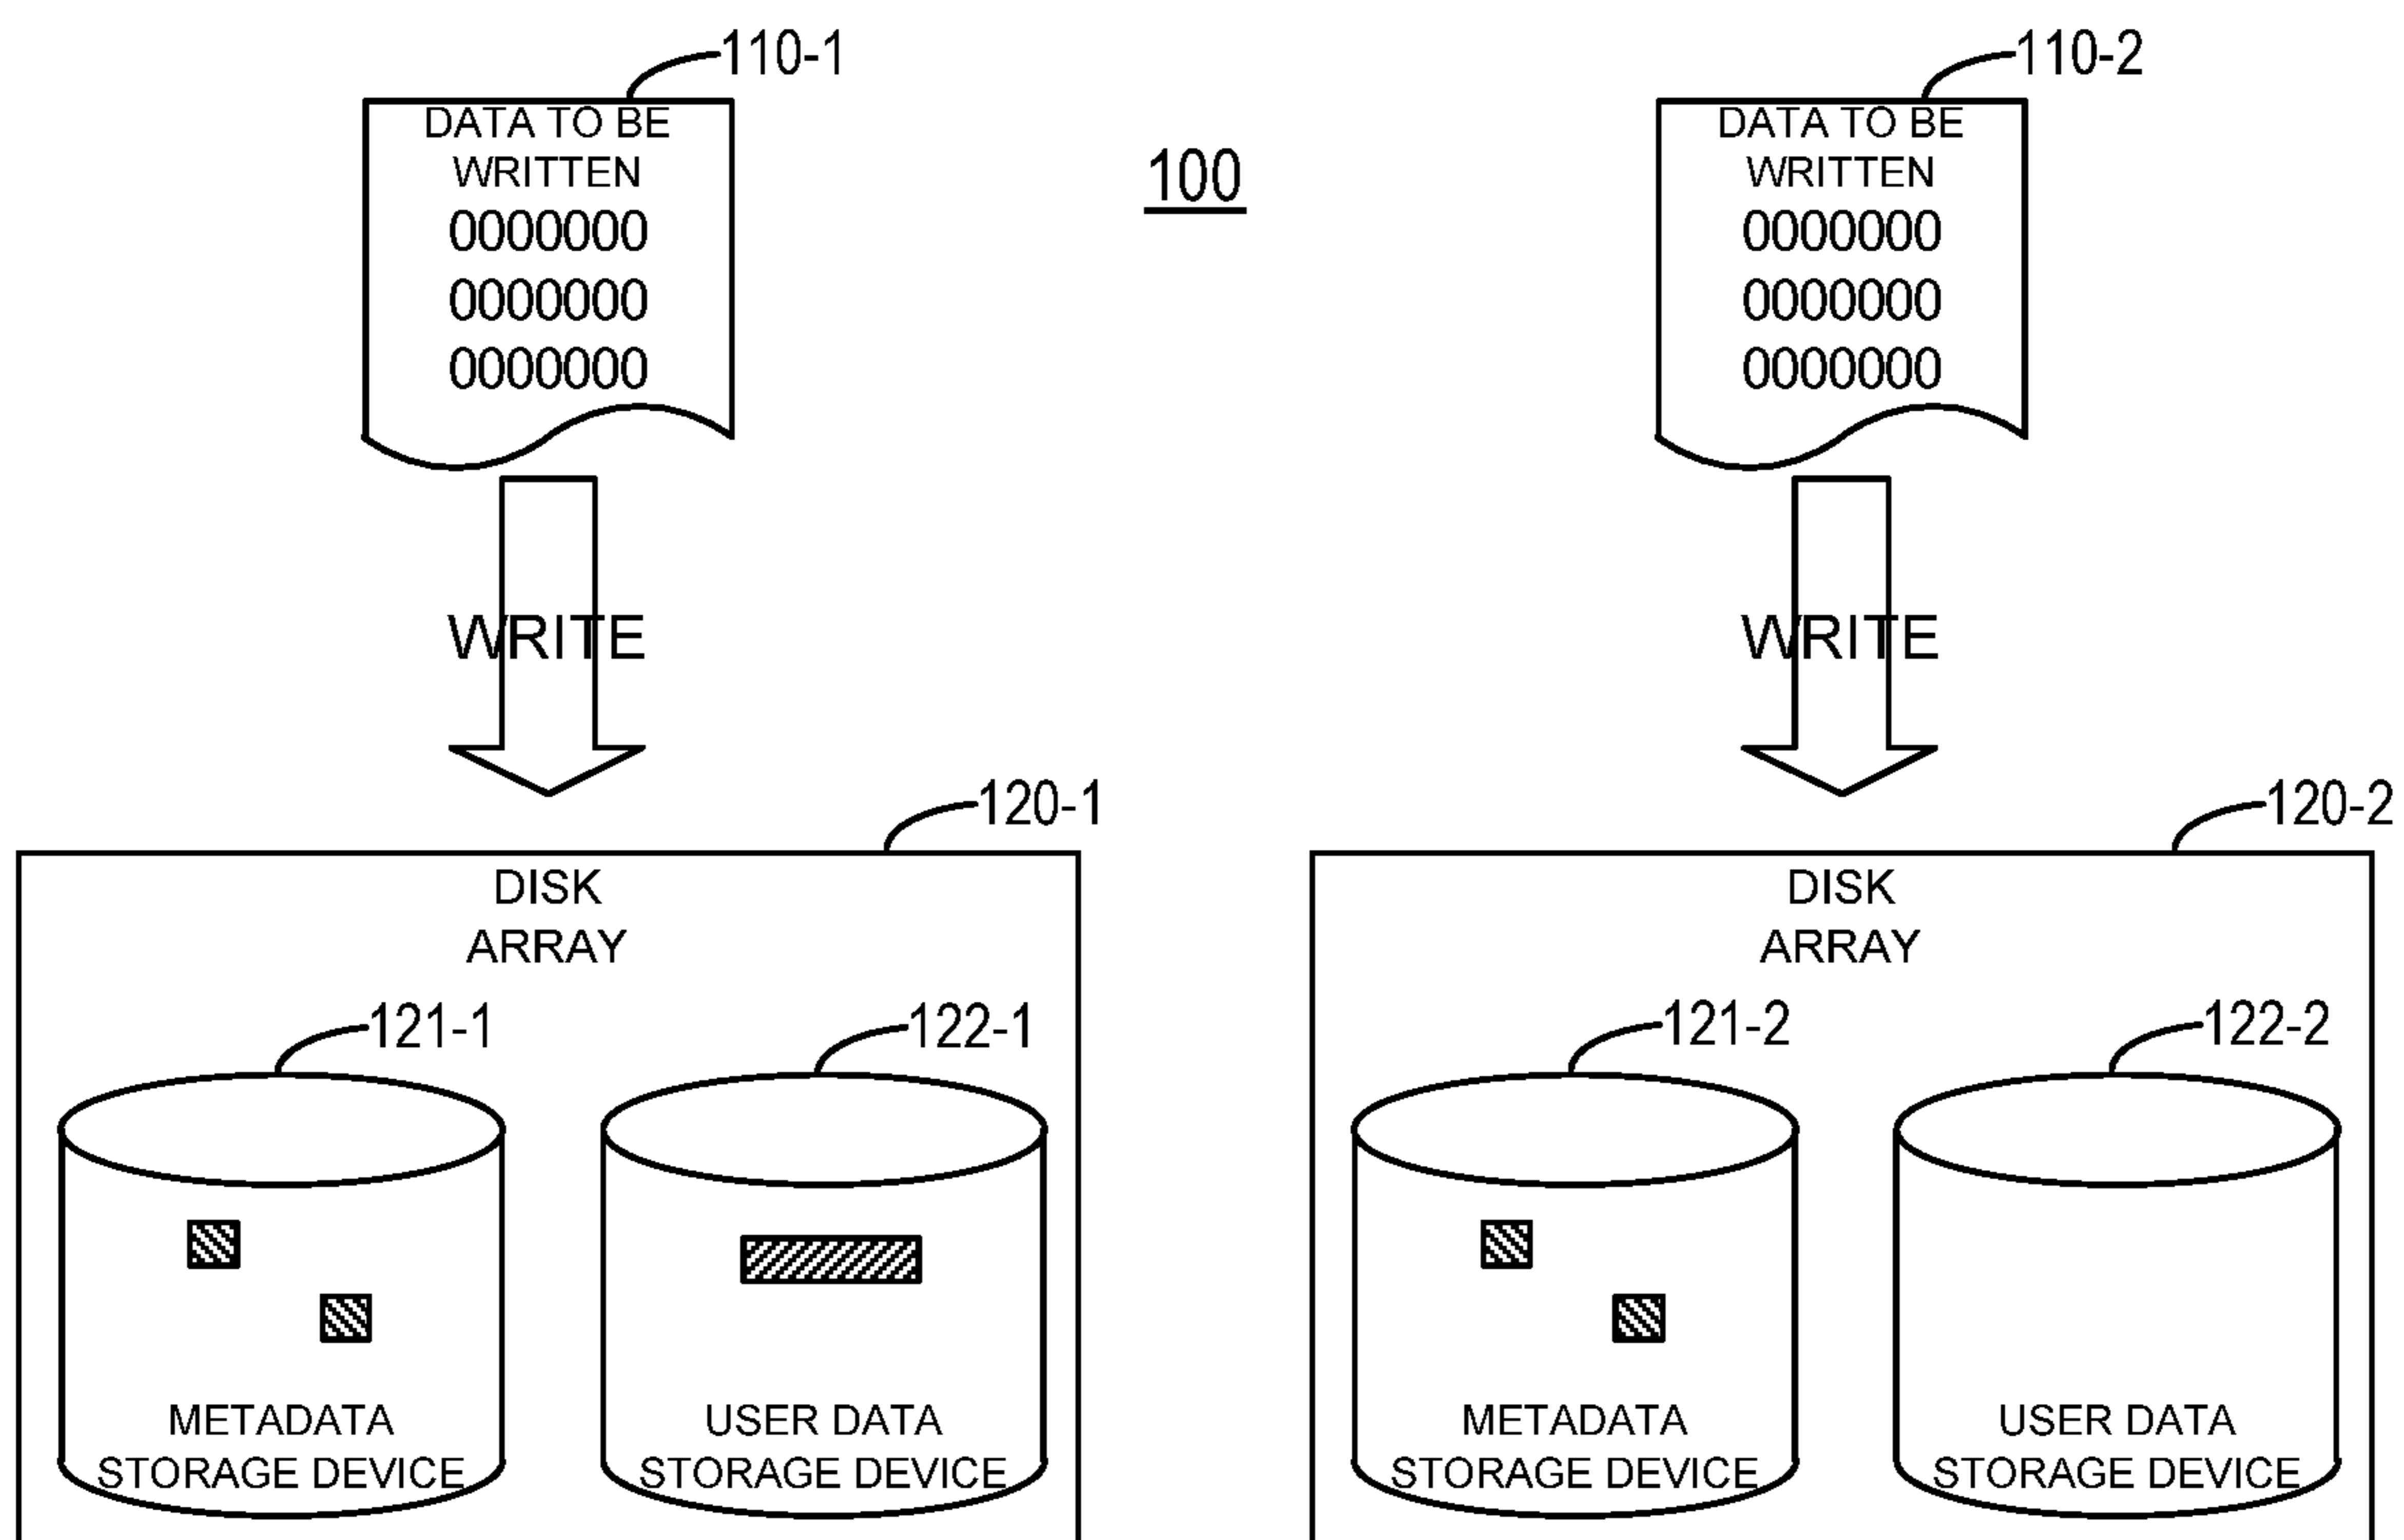 110-1
DATA TO BE
WRITTEN
0000000
0000000
0000000
WRITE
100
110-2
DATA TO BE
WRITTEN
0000000
0000000
0000000
WRITE
120-1
DISK
ARRAY
121-1
122-1
METADATA
STORAGE DEVICE
USER DATA
STORAGE DEVICE
120-2
DISK
ARRAY
121-2
122-2
METADATA
STORAGE DEVICE
USER DATA
STORAGE DEVICE